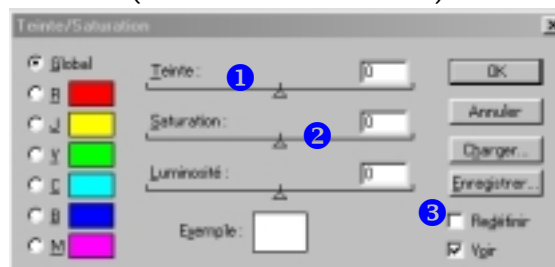 Teinte/Saturation
Global
Teinte : 0
1
R
J
Saturation : 0
2
V
C
Luminosité : 0
B
M
Exemple :
OK
Annuler
Charger...
Enregistrer...
3
Redéfinir
Voir